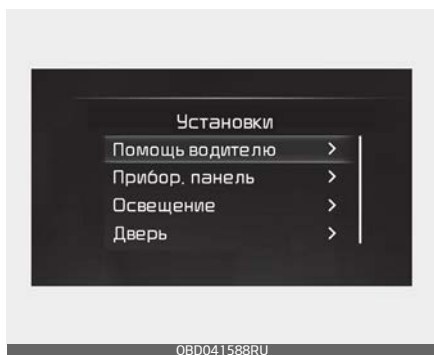 Установки
Помощь водителю >
Прибор. панель >
Освещение >
Дверь >
OBD041588RU